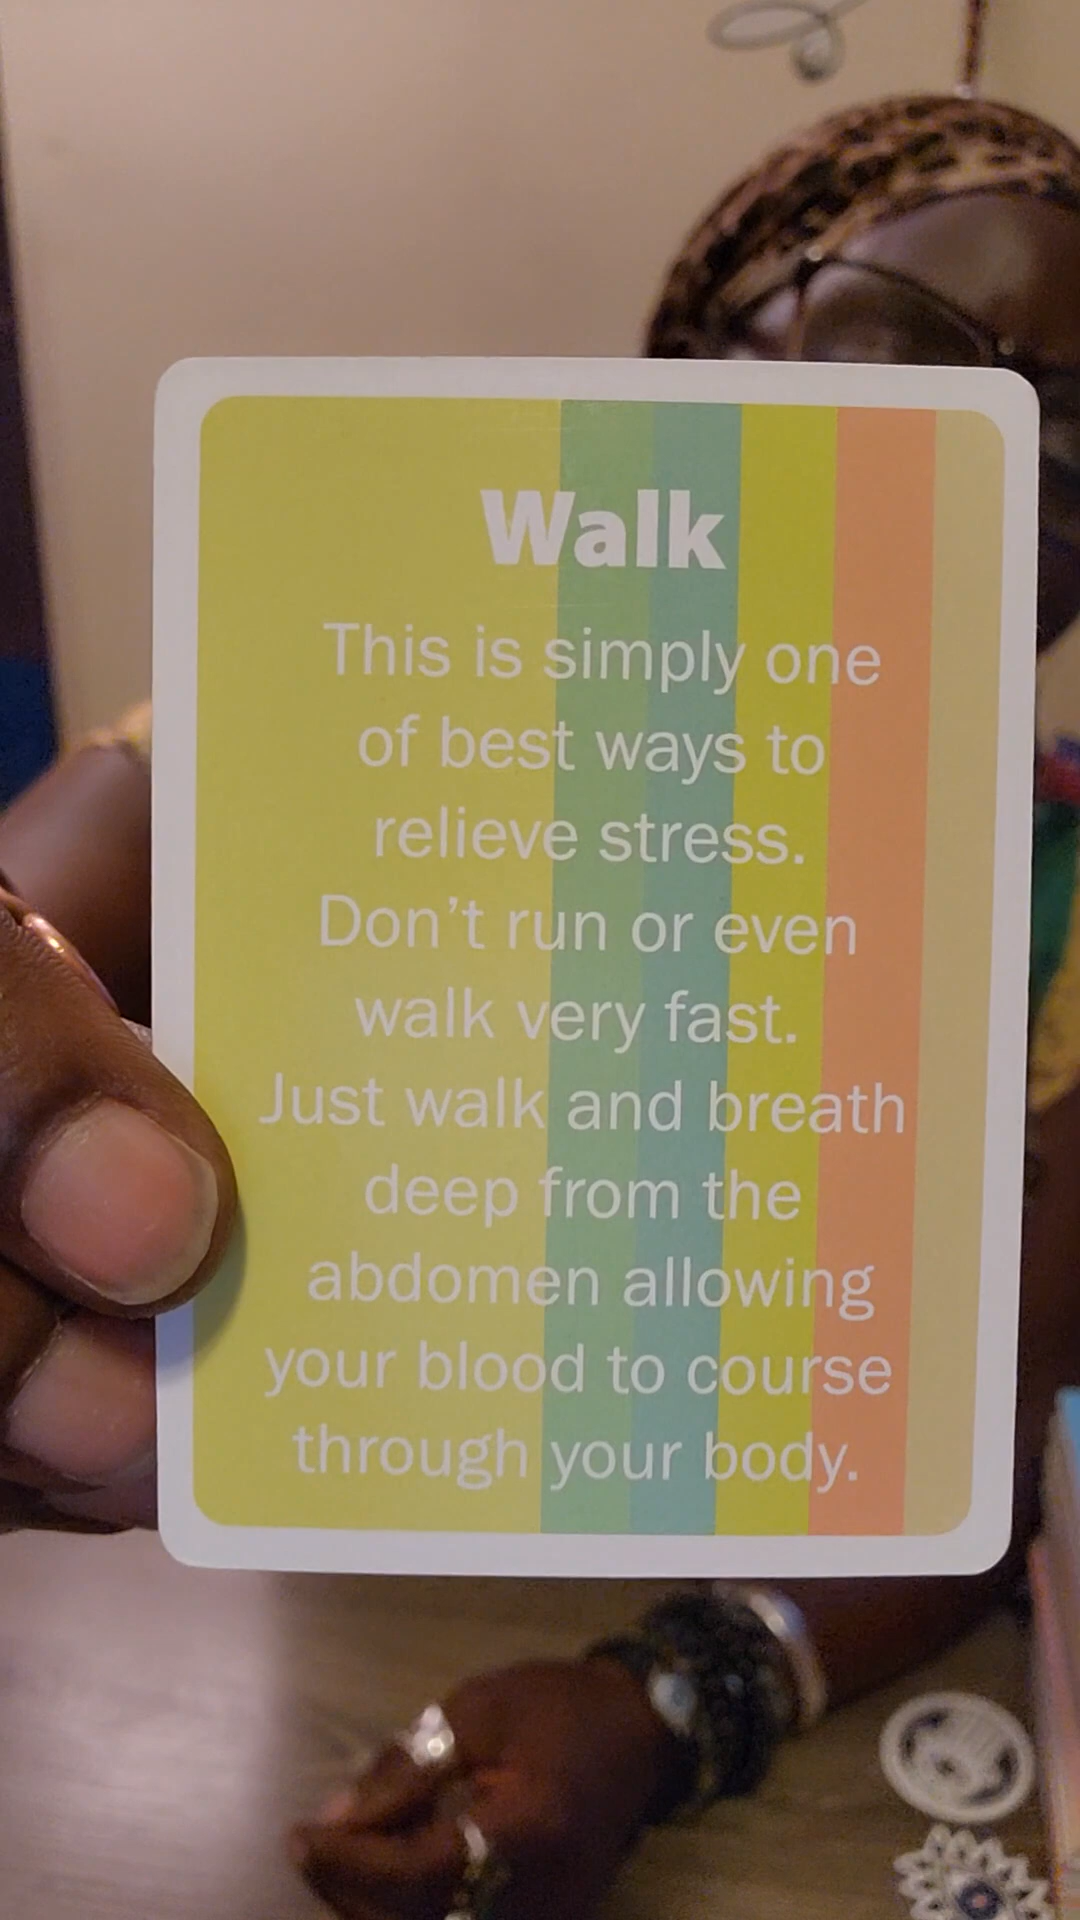 Walk
This is simply one
of best ways to
relieve stress.
Don't run or even
walk very fast.
Just walk and breath
deep from the
abdomen allowing
your blood to course
through your body.